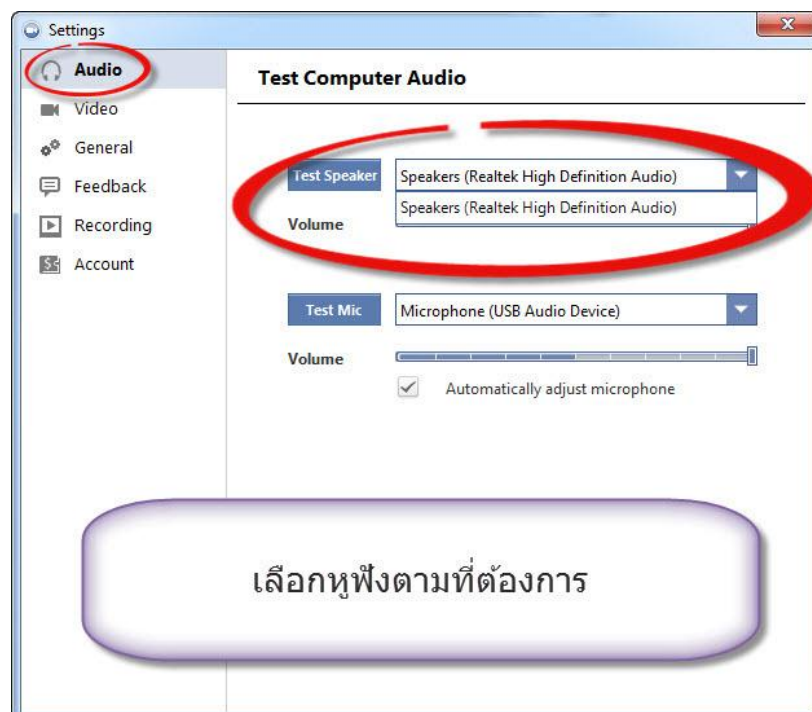 Settings
Audio
Video
General
Feedback
Recording
Account
Test Computer Audio
Test Speaker Speakers (Realtek High Definition Audio)
Speakers (Realtek High Definition Audio)
Volume
Test Mic Microphone (USB Audio Device)
Volume
Automatically adjust microphone
เลือกหูฟังตามที่ต้องการ